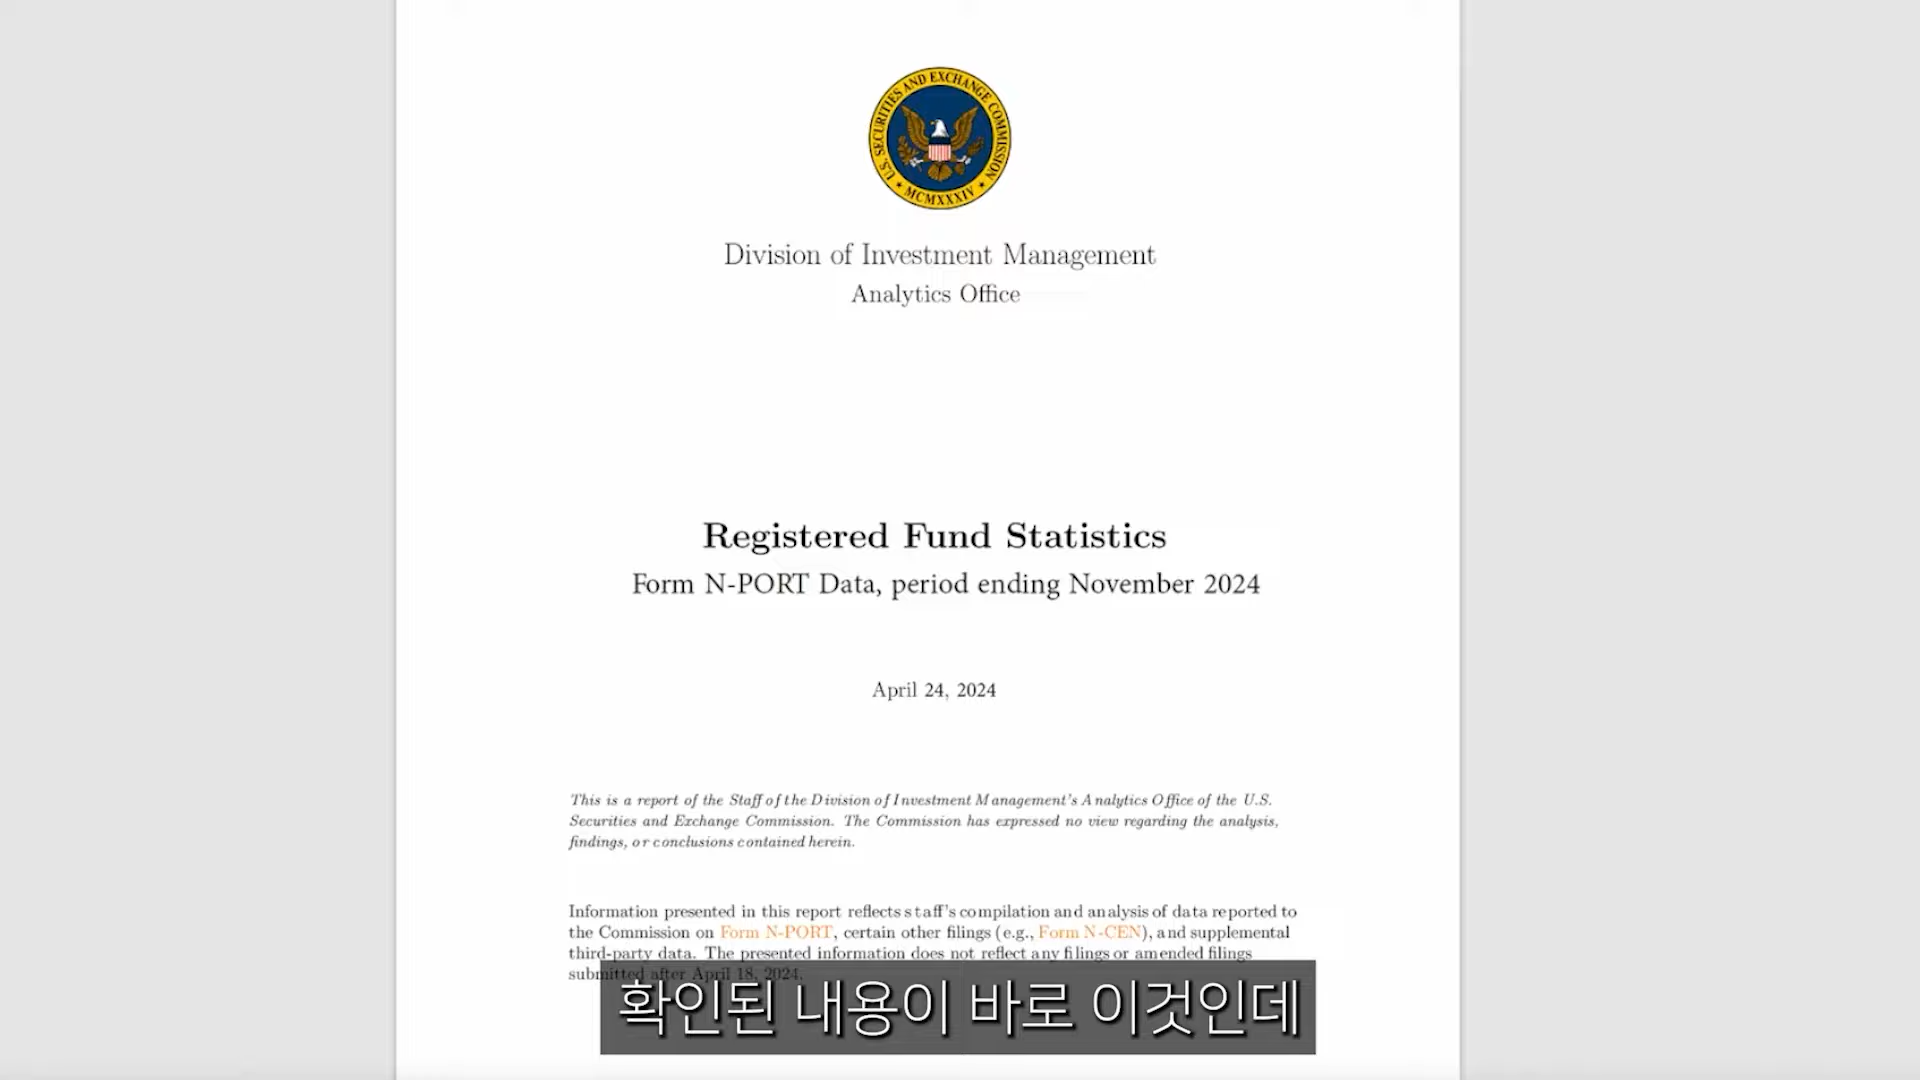 U.S. SECURITIES AND EXCHANGE COMMISSION
MCMXXXIV
Division of Investment Management
Analytics Office
Registered Fund Statistics
Form N-PORT Data, period ending November 2024
April 24, 2024
This is a report of the Staff of the Division of Investment Management's Analytics Office of the U.S.
Securities and Exchange Commission. The Commission has expressed no view regarding the analysis,
findings, or conclusions contained herein.
Information presented in this report reflects staff's compilation and analysis of data reported to
the Commission on Form N-PORT, certain other filings (e.g., Form N-CEN), and supplemental
third-party data. The presented information does not reflect any filings or amended filings
submitted after April 18, 2024.
확인된 내용이 바로 이것인데